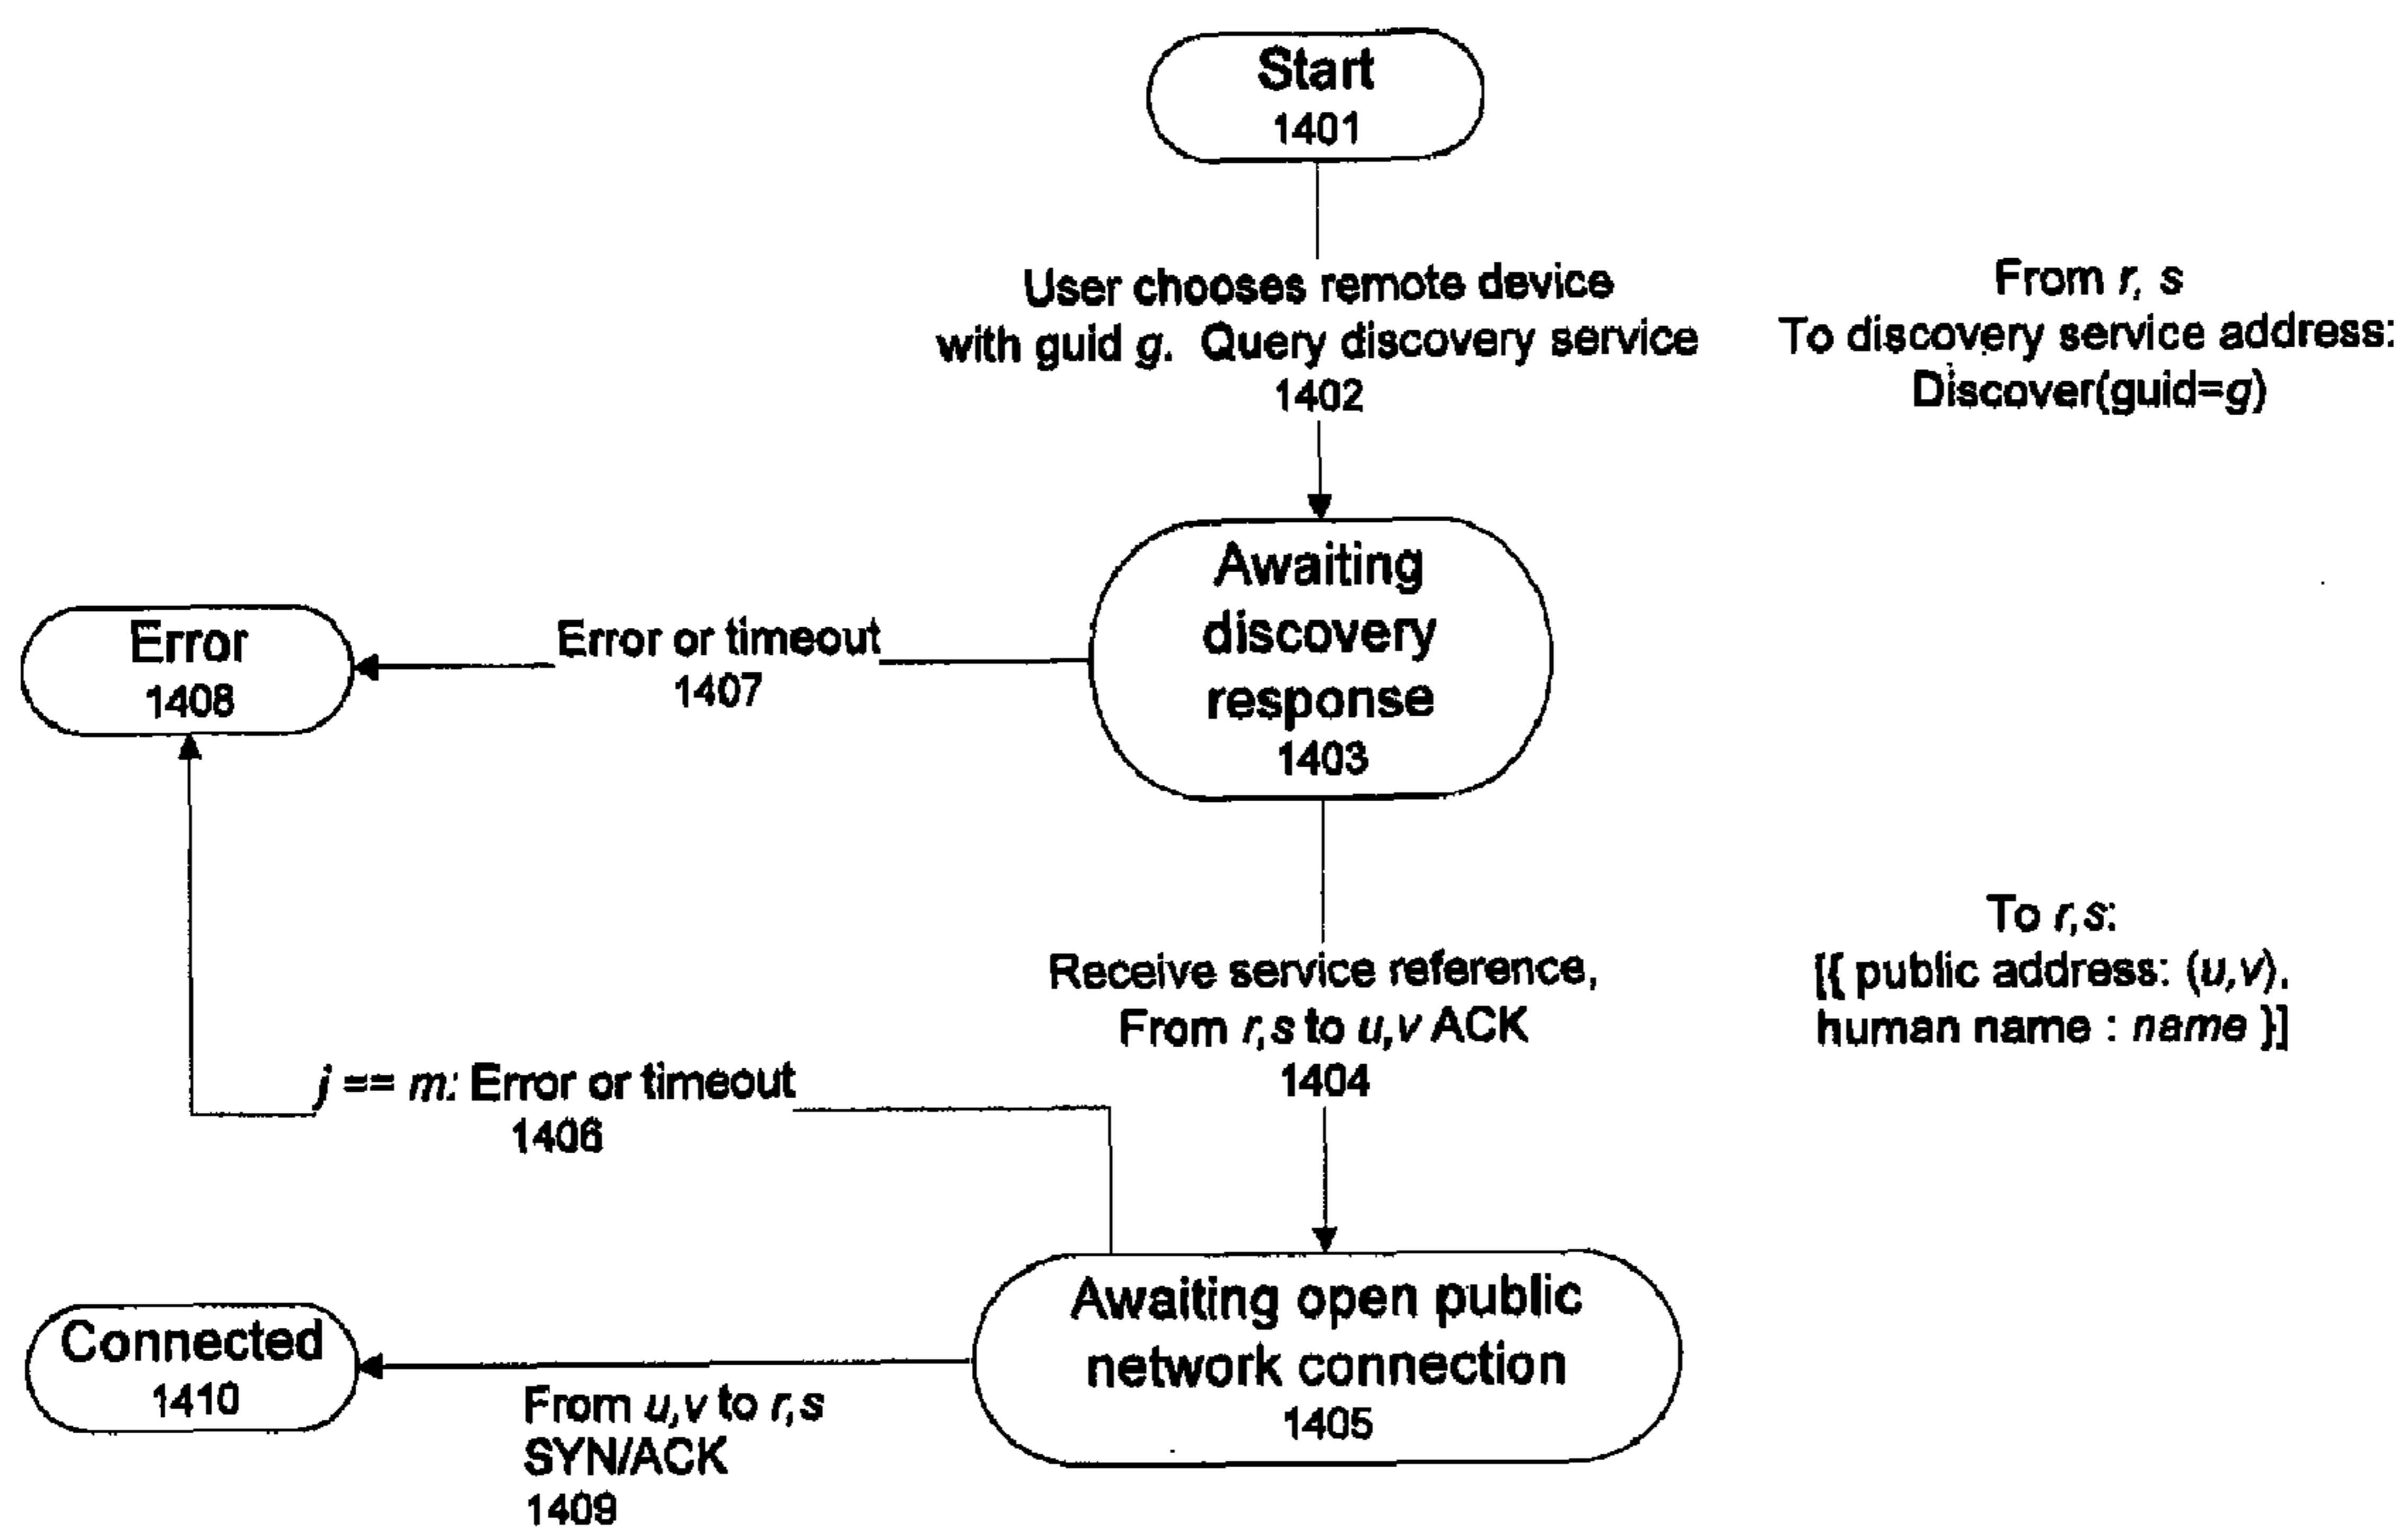 Start
1401
User chooses remote device
with guid g. Query discovery service
1402
From r, s
To discovery service address:
Discover(guid=g)
Awaiting
discovery
response
1403
Error or timeout
1407
Error
1408
Receive service reference,
From r,s to u,v ACK
1404
To r,s:
[{ public address: (u,v),
human name : name }]
j == m: Error or timeout
1406
Awaiting open public
network connection
1405
From u,v to r,s
SYN/ACK
1409
Connected
1410